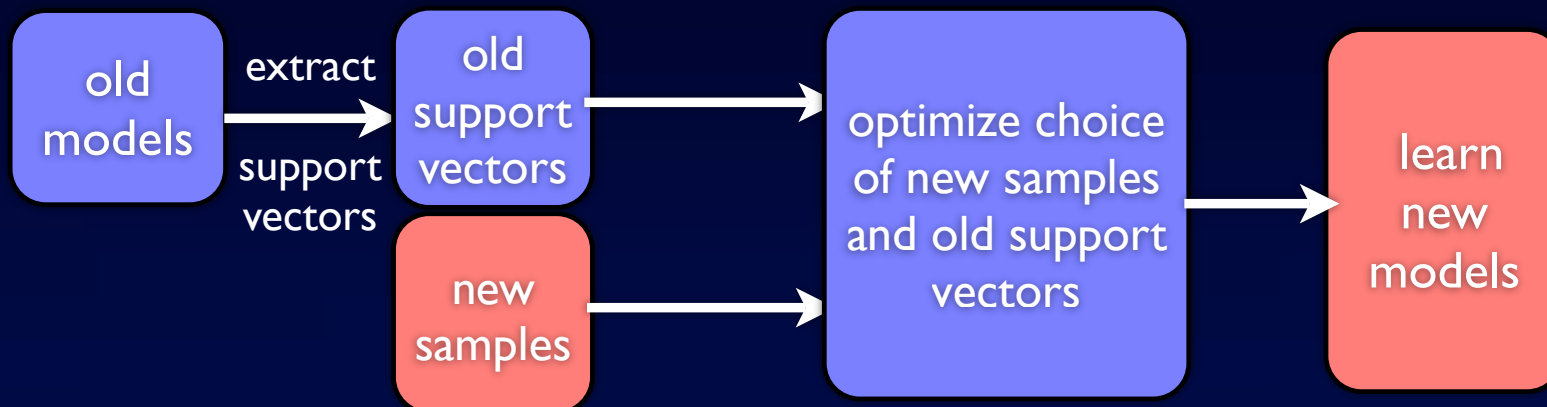 old
models
extract
support
vectors
old
support
vectors
new
samples
optimize choice
of new samples
and old support
vectors
learn
new
models